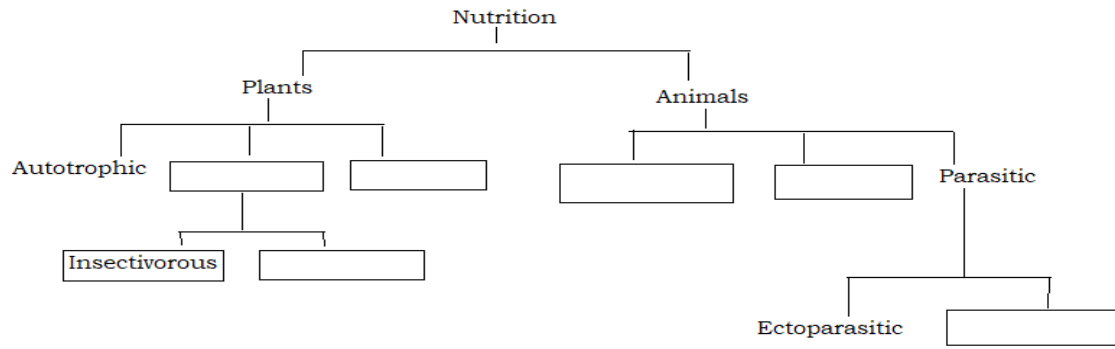 Nutrition
Plants
Animals
Autotrophic
Parasitic
Insectivorous
Ectoparasitic